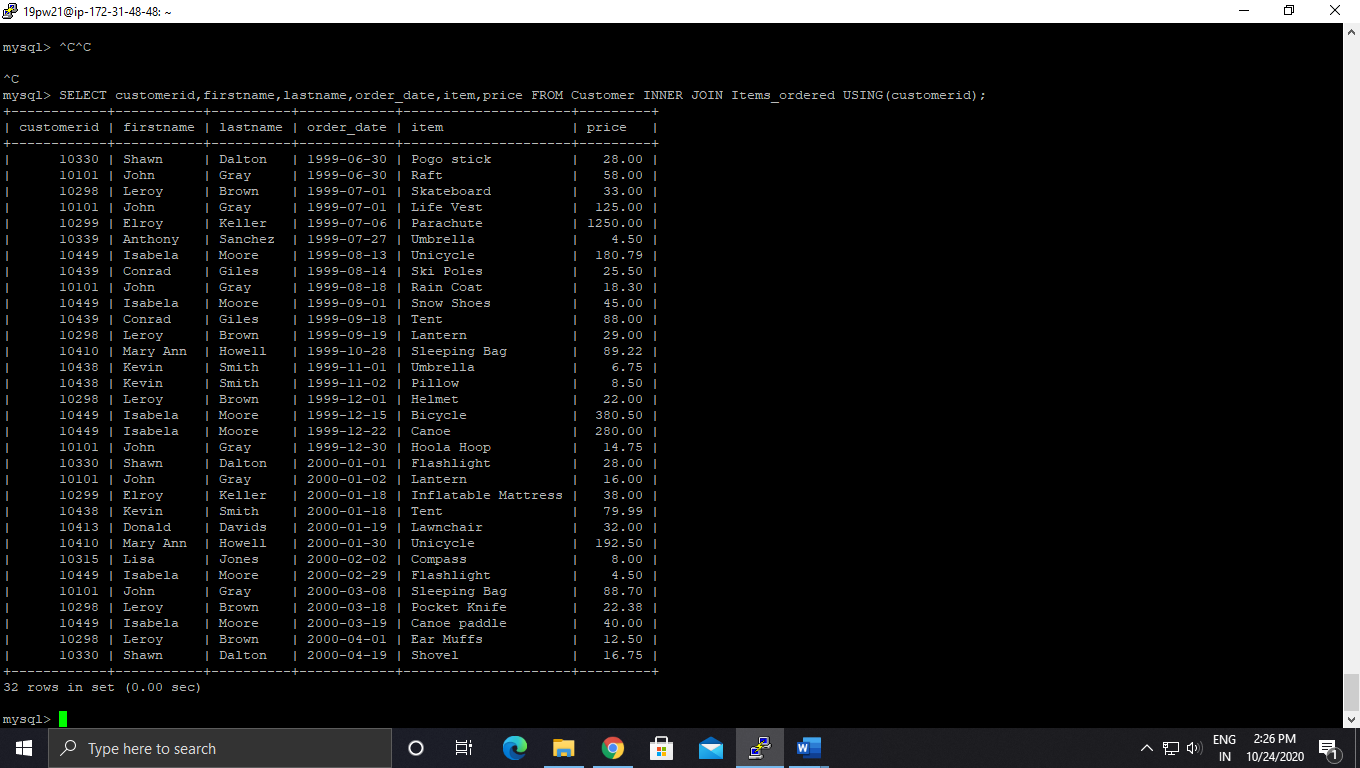 19pw21@ip-172-31-48-48: ~
mysql> ^C^C
^C
mysql> SELECT customerid,firstname,lastname,order_date,item,price FROM Customer INNER JOIN Items_ordered USING(customerid);
+------------+-----------+----------+------------+--------------------+---------+
| customerid | firstname | lastname | order_date | item               | price   |
+------------+-----------+----------+------------+--------------------+---------+
|      10330 | Shawn     | Dalton   | 1999-06-30 | Pogo stick         |   28.00 |
|      10101 | John      | Gray     | 1999-06-30 | Raft               |   58.00 |
|      10298 | Leroy     | Brown    | 1999-07-01 | Skateboard         |   33.00 |
|      10101 | John      | Gray     | 1999-07-01 | Life Vest          |  125.00 |
|      10299 | Elroy     | Keller   | 1999-07-06 | Parachute          | 1250.00 |
|      10339 | Anthony   | Sanchez  | 1999-07-27 | Umbrella           |    4.50 |
|      10449 | Isabela   | Moore    | 1999-08-13 | Unicycle           |  180.79 |
|      10439 | Conrad    | Giles    | 1999-08-14 | Ski Poles          |   25.50 |
|      10101 | John      | Gray     | 1999-08-18 | Rain Coat          |   18.30 |
|      10449 | Isabela   | Moore    | 1999-09-01 | Snow Shoes         |   45.00 |
|      10439 | Conrad    | Giles    | 1999-09-18 | Tent               |   88.00 |
|      10298 | Leroy     | Brown    | 1999-09-19 | Lantern            |   29.00 |
|      10410 | Mary Ann  | Howell   | 1999-10-28 | Sleeping Bag       |   89.22 |
|      10438 | Kevin     | Smith    | 1999-11-01 | Umbrella           |    6.75 |
|      10438 | Kevin     | Smith    | 1999-11-02 | Pillow             |    8.50 |
|      10298 | Leroy     | Brown    | 1999-12-01 | Helmet             |   22.00 |
|      10449 | Isabela   | Moore    | 1999-12-15 | Bicycle            |  380.50 |
|      10449 | Isabela   | Moore    | 1999-12-22 | Canoe              |  280.00 |
|      10101 | John      | Gray     | 1999-12-30 | Hoola Hoop         |   14.75 |
|      10330 | Shawn     | Dalton   | 2000-01-01 | Flashlight         |   28.00 |
|      10101 | John      | Gray     | 2000-01-02 | Lantern            |   16.00 |
|      10299 | Elroy     | Keller   | 2000-01-18 | Inflatable Mattress |   38.00 |
|      10438 | Kevin     | Smith    | 2000-01-18 | Tent               |   79.99 |
|      10413 | Donald    | Davids   | 2000-01-19 | Lawnchair          |   32.00 |
|      10410 | Mary Ann  | Howell   | 2000-01-30 | Unicycle           |  192.50 |
|      10315 | Lisa      | Jones    | 2000-02-02 | Compass            |    8.00 |
|      10449 | Isabela   | Moore    | 2000-02-29 | Flashlight         |    4.50 |
|      10101 | John      | Gray     | 2000-03-08 | Sleeping Bag       |   88.70 |
|      10298 | Leroy     | Brown    | 2000-03-18 | Pocket Knife       |   22.38 |
|      10449 | Isabela   | Moore    | 2000-03-19 | Canoe paddle       |   40.00 |
|      10298 | Leroy     | Brown    | 2000-04-01 | Ear Muffs          |   12.50 |
|      10330 | Shawn     | Dalton   | 2000-04-19 | Shovel             |   16.75 |
+------------+-----------+----------+------------+--------------------+---------+
32 rows in set (0.00 sec)
mysql>
Type here to search
ENG
IN
2:26 PM
10/24/2020
1